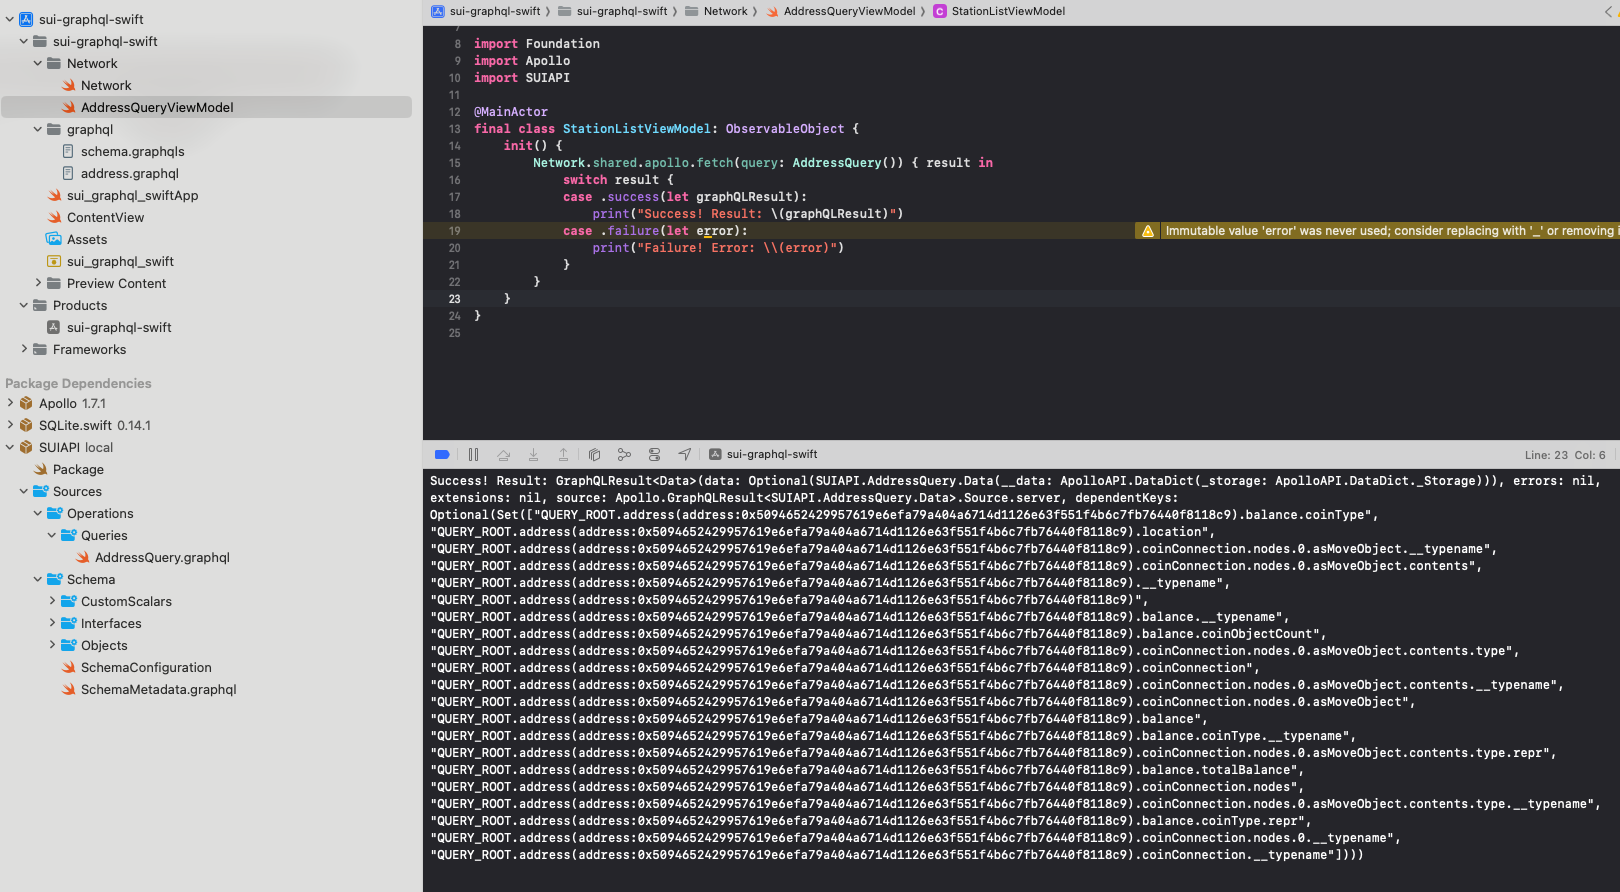 sui-graphql-swift
sui-graphql-swift
Network
Network
AddressQueryViewModel
graphql
schema.graphqls
address.graphql
sui_graphql_swiftApp
ContentView
Assets
sui_graphql_swift
Preview Content
Products
sui-graphql-swift
Frameworks
Package Dependencies
Apollo 1.7.1
SQLite.swift 0.14.1
SUIAPI local
Package
Sources
Operations
Queries
AddressQuery.graphql
Schema
CustomScalars
Interfaces
Objects
SchemaConfiguration
SchemaMetadata.graphql
sui-graphql-swift 〉 sui-graphql-swift 〉 Network 〉 AddressQueryViewModel 〉 C StationListViewModel
7
8 import Foundation
9 import Apollo
10 import SUIAPI
11
12 @MainActor
13 final class StationListViewModel: ObservableObject {
14 init() {
15 Network.shared.apollo.fetch(query: AddressQuery()) { result in
16 switch result {
17 case .success(let graphQLResult):
18 print("Success! Result: \(graphQLResult)")
19 case .failure(let error): Immutable value 'error' was never used; consider replacing with '_' or removing i
20 print("Failure! Error: \\(error)")
21 }
22 }
23 }
24 }
25
sui-graphql-swift Line: 23 Col: 6
Success! Result: GraphQLResult<Data>(data: Optional(SUIAPI.AddressQuery.Data(__data: ApolloAPI.DataDict(_storage: ApolloAPI.DataDict._Storage))), errors: nil,
extensions: nil, source: Apollo.GraphQLResult<SUIAPI.AddressQuery.Data>.Source.server, dependentKeys:
Optional(Set(["QUERY_ROOT.address(address:0x5094652429957619e6efa79a404a6714d1126e63f551f4b6c7fb76440f8118c9).balance.coinType",
"QUERY_ROOT.address(address:0x5094652429957619e6efa79a404a6714d1126e63f551f4b6c7fb76440f8118c9).location",
"QUERY_ROOT.address(address:0x5094652429957619e6efa79a404a6714d1126e63f551f4b6c7fb76440f8118c9).coinConnection.nodes.0.asMoveObject.__typename",
"QUERY_ROOT.address(address:0x5094652429957619e6efa79a404a6714d1126e63f551f4b6c7fb76440f8118c9).coinConnection.nodes.0.asMoveObject.contents",
"QUERY_ROOT.address(address:0x5094652429957619e6efa79a404a6714d1126e63f551f4b6c7fb76440f8118c9).__typename",
"QUERY_ROOT.address(address:0x5094652429957619e6efa79a404a6714d1126e63f551f4b6c7fb76440f8118c9)",
"QUERY_ROOT.address(address:0x5094652429957619e6efa79a404a6714d1126e63f551f4b6c7fb76440f8118c9).balance.__typename",
"QUERY_ROOT.address(address:0x5094652429957619e6efa79a404a6714d1126e63f551f4b6c7fb76440f8118c9).balance.coinObjectCount",
"QUERY_ROOT.address(address:0x5094652429957619e6efa79a404a6714d1126e63f551f4b6c7fb76440f8118c9).coinConnection.nodes.0.asMoveObject.contents.type",
"QUERY_ROOT.address(address:0x5094652429957619e6efa79a404a6714d1126e63f551f4b6c7fb76440f8118c9).coinConnection",
"QUERY_ROOT.address(address:0x5094652429957619e6efa79a404a6714d1126e63f551f4b6c7fb76440f8118c9).coinConnection.nodes.0.asMoveObject.contents.__typename",
"QUERY_ROOT.address(address:0x5094652429957619e6efa79a404a6714d1126e63f551f4b6c7fb76440f8118c9).coinConnection.nodes.0.asMoveObject",
"QUERY_ROOT.address(address:0x5094652429957619e6efa79a404a6714d1126e63f551f4b6c7fb76440f8118c9).balance",
"QUERY_ROOT.address(address:0x5094652429957619e6efa79a404a6714d1126e63f551f4b6c7fb76440f8118c9).balance.coinType.__typename",
"QUERY_ROOT.address(address:0x5094652429957619e6efa79a404a6714d1126e63f551f4b6c7fb76440f8118c9).coinConnection.nodes.0.asMoveObject.contents.type.repr",
"QUERY_ROOT.address(address:0x5094652429957619e6efa79a404a6714d1126e63f551f4b6c7fb76440f8118c9).balance.totalBalance",
"QUERY_ROOT.address(address:0x5094652429957619e6efa79a404a6714d1126e63f551f4b6c7fb76440f8118c9).coinConnection.nodes",
"QUERY_ROOT.address(address:0x5094652429957619e6efa79a404a6714d1126e63f551f4b6c7fb76440f8118c9).coinConnection.nodes.0.asMoveObject.contents.type.__typename",
"QUERY_ROOT.address(address:0x5094652429957619e6efa79a404a6714d1126e63f551f4b6c7fb76440f8118c9).balance.coinType.repr",
"QUERY_ROOT.address(address:0x5094652429957619e6efa79a404a6714d1126e63f551f4b6c7fb76440f8118c9).coinConnection.nodes.0.__typename",
"QUERY_ROOT.address(address:0x5094652429957619e6efa79a404a6714d1126e63f551f4b6c7fb76440f8118c9).coinConnection.__typename"])))